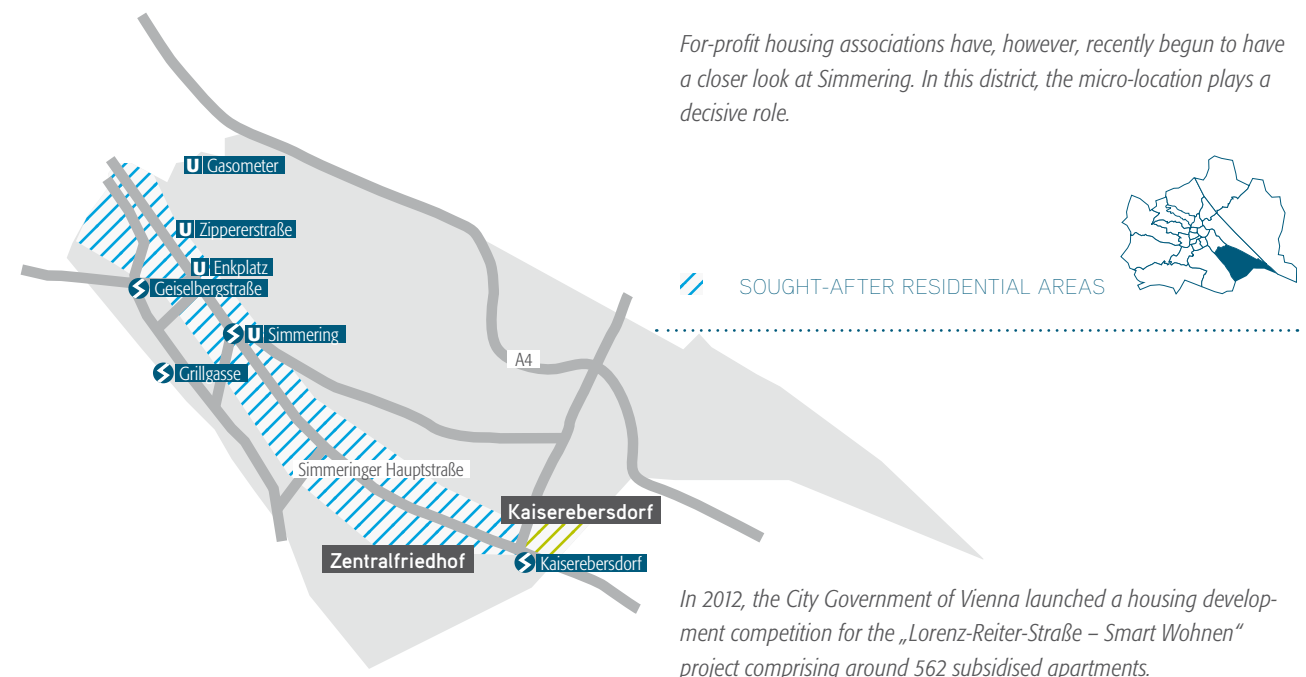 For-profit housing associations have, however, recently begun to have
a closer look at Simmering. In this district, the micro-location plays a
decisive role.
U Gasometer
U Zippererstraße
U Enkplatz
S Geiselbergstraße
SOUGHT-AFTER RESIDENTIAL AREAS
S U Simmering
A4
S Grillgasse
Simmeringer Hauptstraße
Kaiserebersdorf
Zentralfriedhof
S Kaiserebersdorf
In 2012, the City Government of Vienna launched a housing develop-
ment competition for the „Lorenz-Reiter-Straße – Smart Wohnen“
project comprising around 562 subsidised apartments.